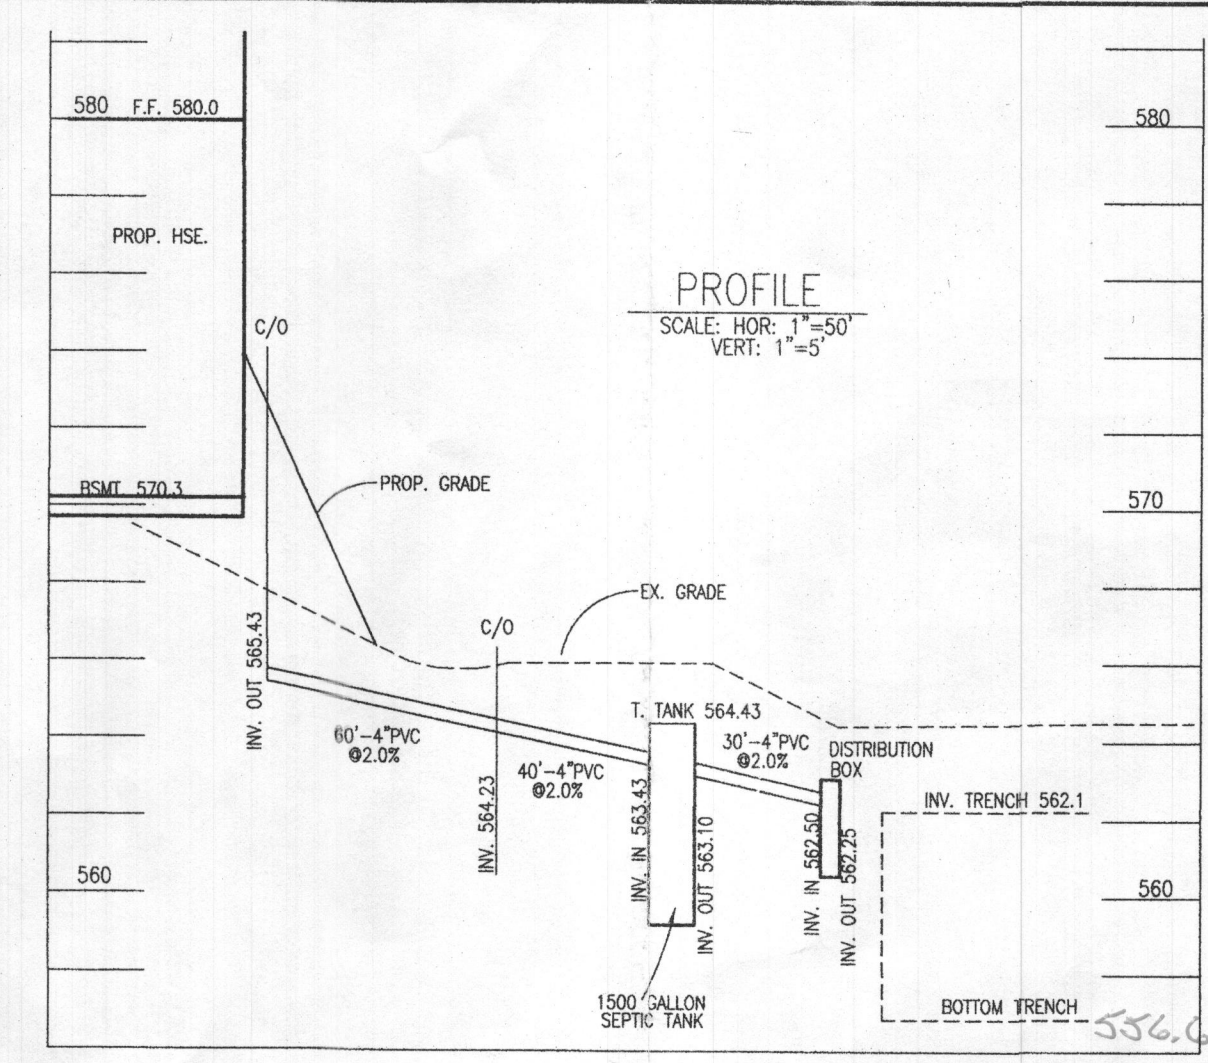 580 F.F. 580.0
580
PROP. HSE.
PROFILE
SCALE: HOR: 1"=50'
VERT: 1"=5'
C/O
BSMT 570.3
PROP. GRADE
570
EX. GRADE
C/O
INV. OUT 565.43
T. TANK 564.43
60'-4"PVC
@2.0%
30'-4"PVC
@2.0%
DISTRIBUTION
BOX
40'-4"PVC
@2.0%
INV. 564.23
INV. IN 563.43
INV. OUT 563.10
INV. IN 562.50
INV. OUT 562.25
INV. TRENCH 562.1
560
560
1500 GALLON
SEPTIC TANK
BOTTOM TRENCH
556.6